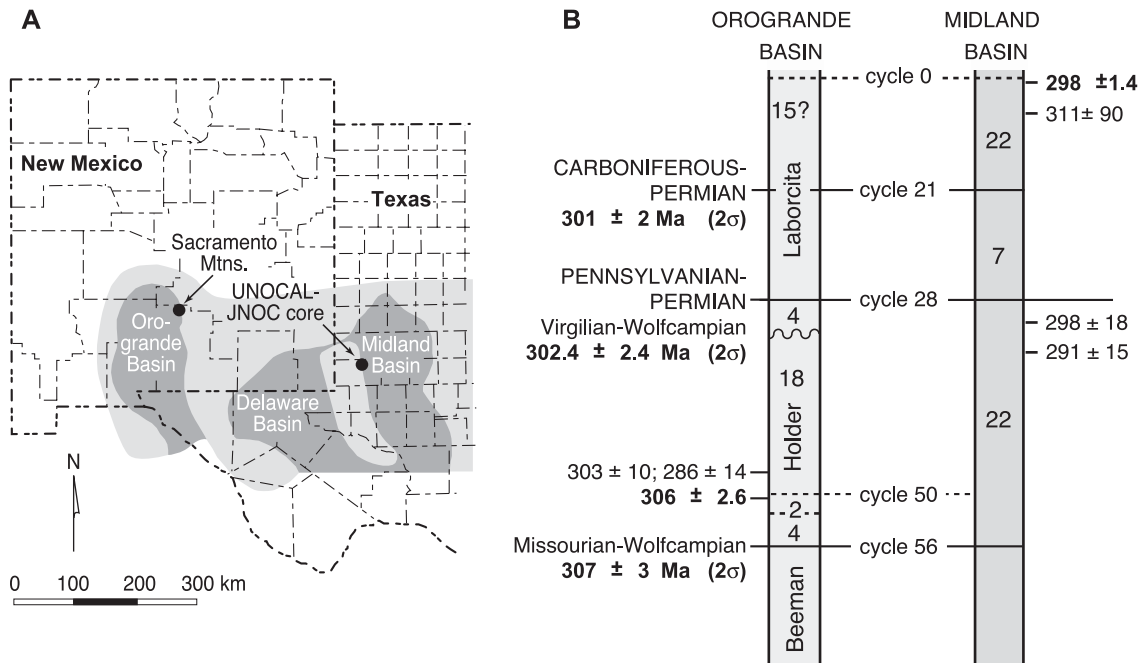 A
New Mexico
Texas
Sacramento
Mtns.
UNOCAL-
JNOC core
Oro-
grande
Basin
Midland
Basin
Delaware
Basin
N
0 100 200 300 km
B
OROGRANDE
BASIN
MIDLAND
BASIN
cycle 0
298 ±1.4
15?
311± 90
22
CARBONIFEROUS-
PERMIAN
cycle 21
301 ± 2 Ma (2σ)
Laborcita
7
PENNSYLVANIAN-
PERMIAN
cycle 28
4
298 ± 18
Virgilian-Wolfcampian
302.4 ± 2.4 Ma (2σ)
291 ± 15
18
22
Holder
303 ± 10; 286 ± 14
306 ± 2.6
cycle 50
2
4
Missourian-Wolfcampian
cycle 56
307 ± 3 Ma (2σ)
Beeman